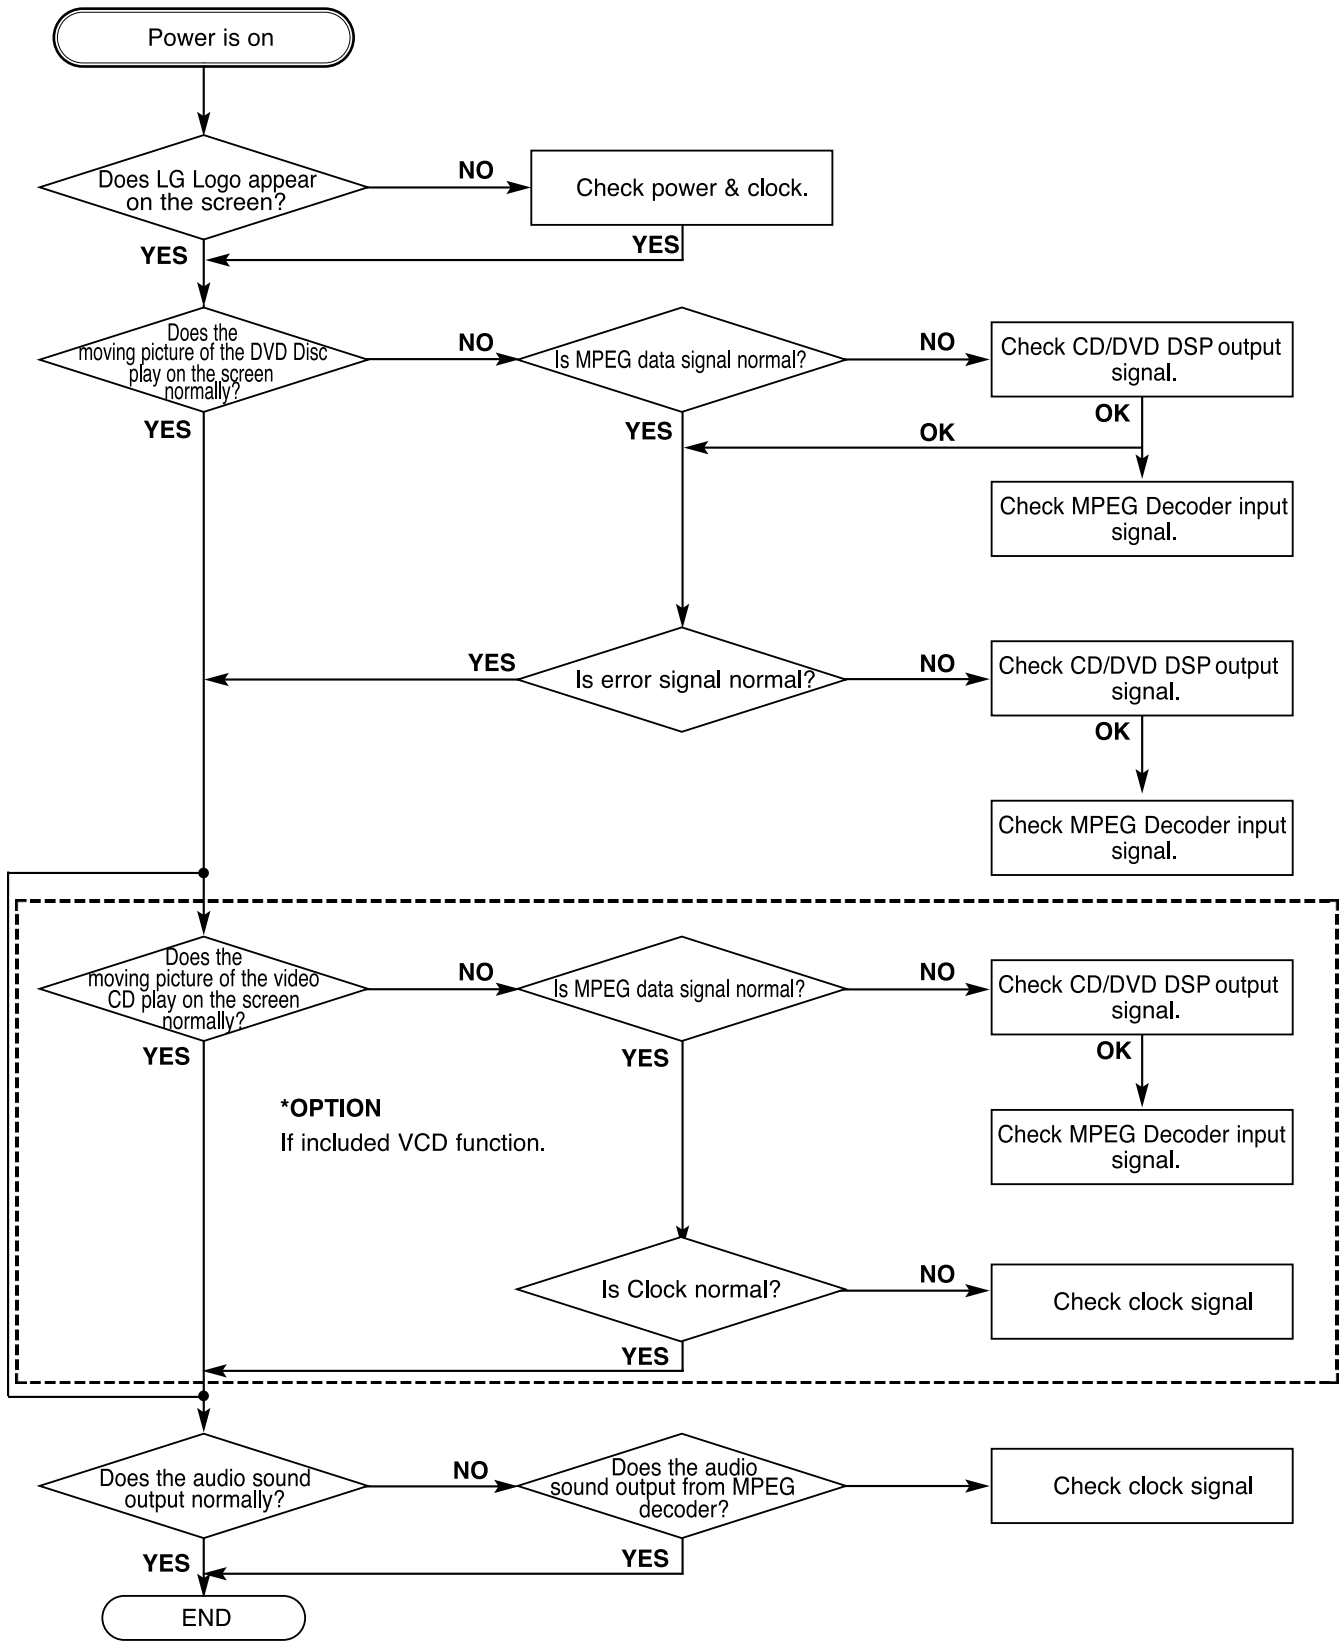 Power is on
Does LG Logo appear
on the screen?
NO
Check power & clock.
YES
YES
Does the
moving picture of the DVD Disc
play on the screen
normally?
NO
Is MPEG data signal normal?
NO
Check CD/DVD DSP output
signal.
YES
YES
OK
OK
Check MPEG Decoder input
signal.
YES
Is error signal normal?
NO
Check CD/DVD DSP output
signal.
OK
Check MPEG Decoder input
signal.
Does the
moving picture of the video
CD play on the screen
normally?
NO
Is MPEG data signal normal?
NO
Check CD/DVD DSP output
signal.
YES
YES
OK
*OPTION
If included VCD function.
Check MPEG Decoder input
signal.
Is Clock normal?
NO
Check clock signal
YES
Does the audio sound
output normally?
NO
Does the audio
sound output from MPEG
decoder?
Check clock signal
YES
YES
END